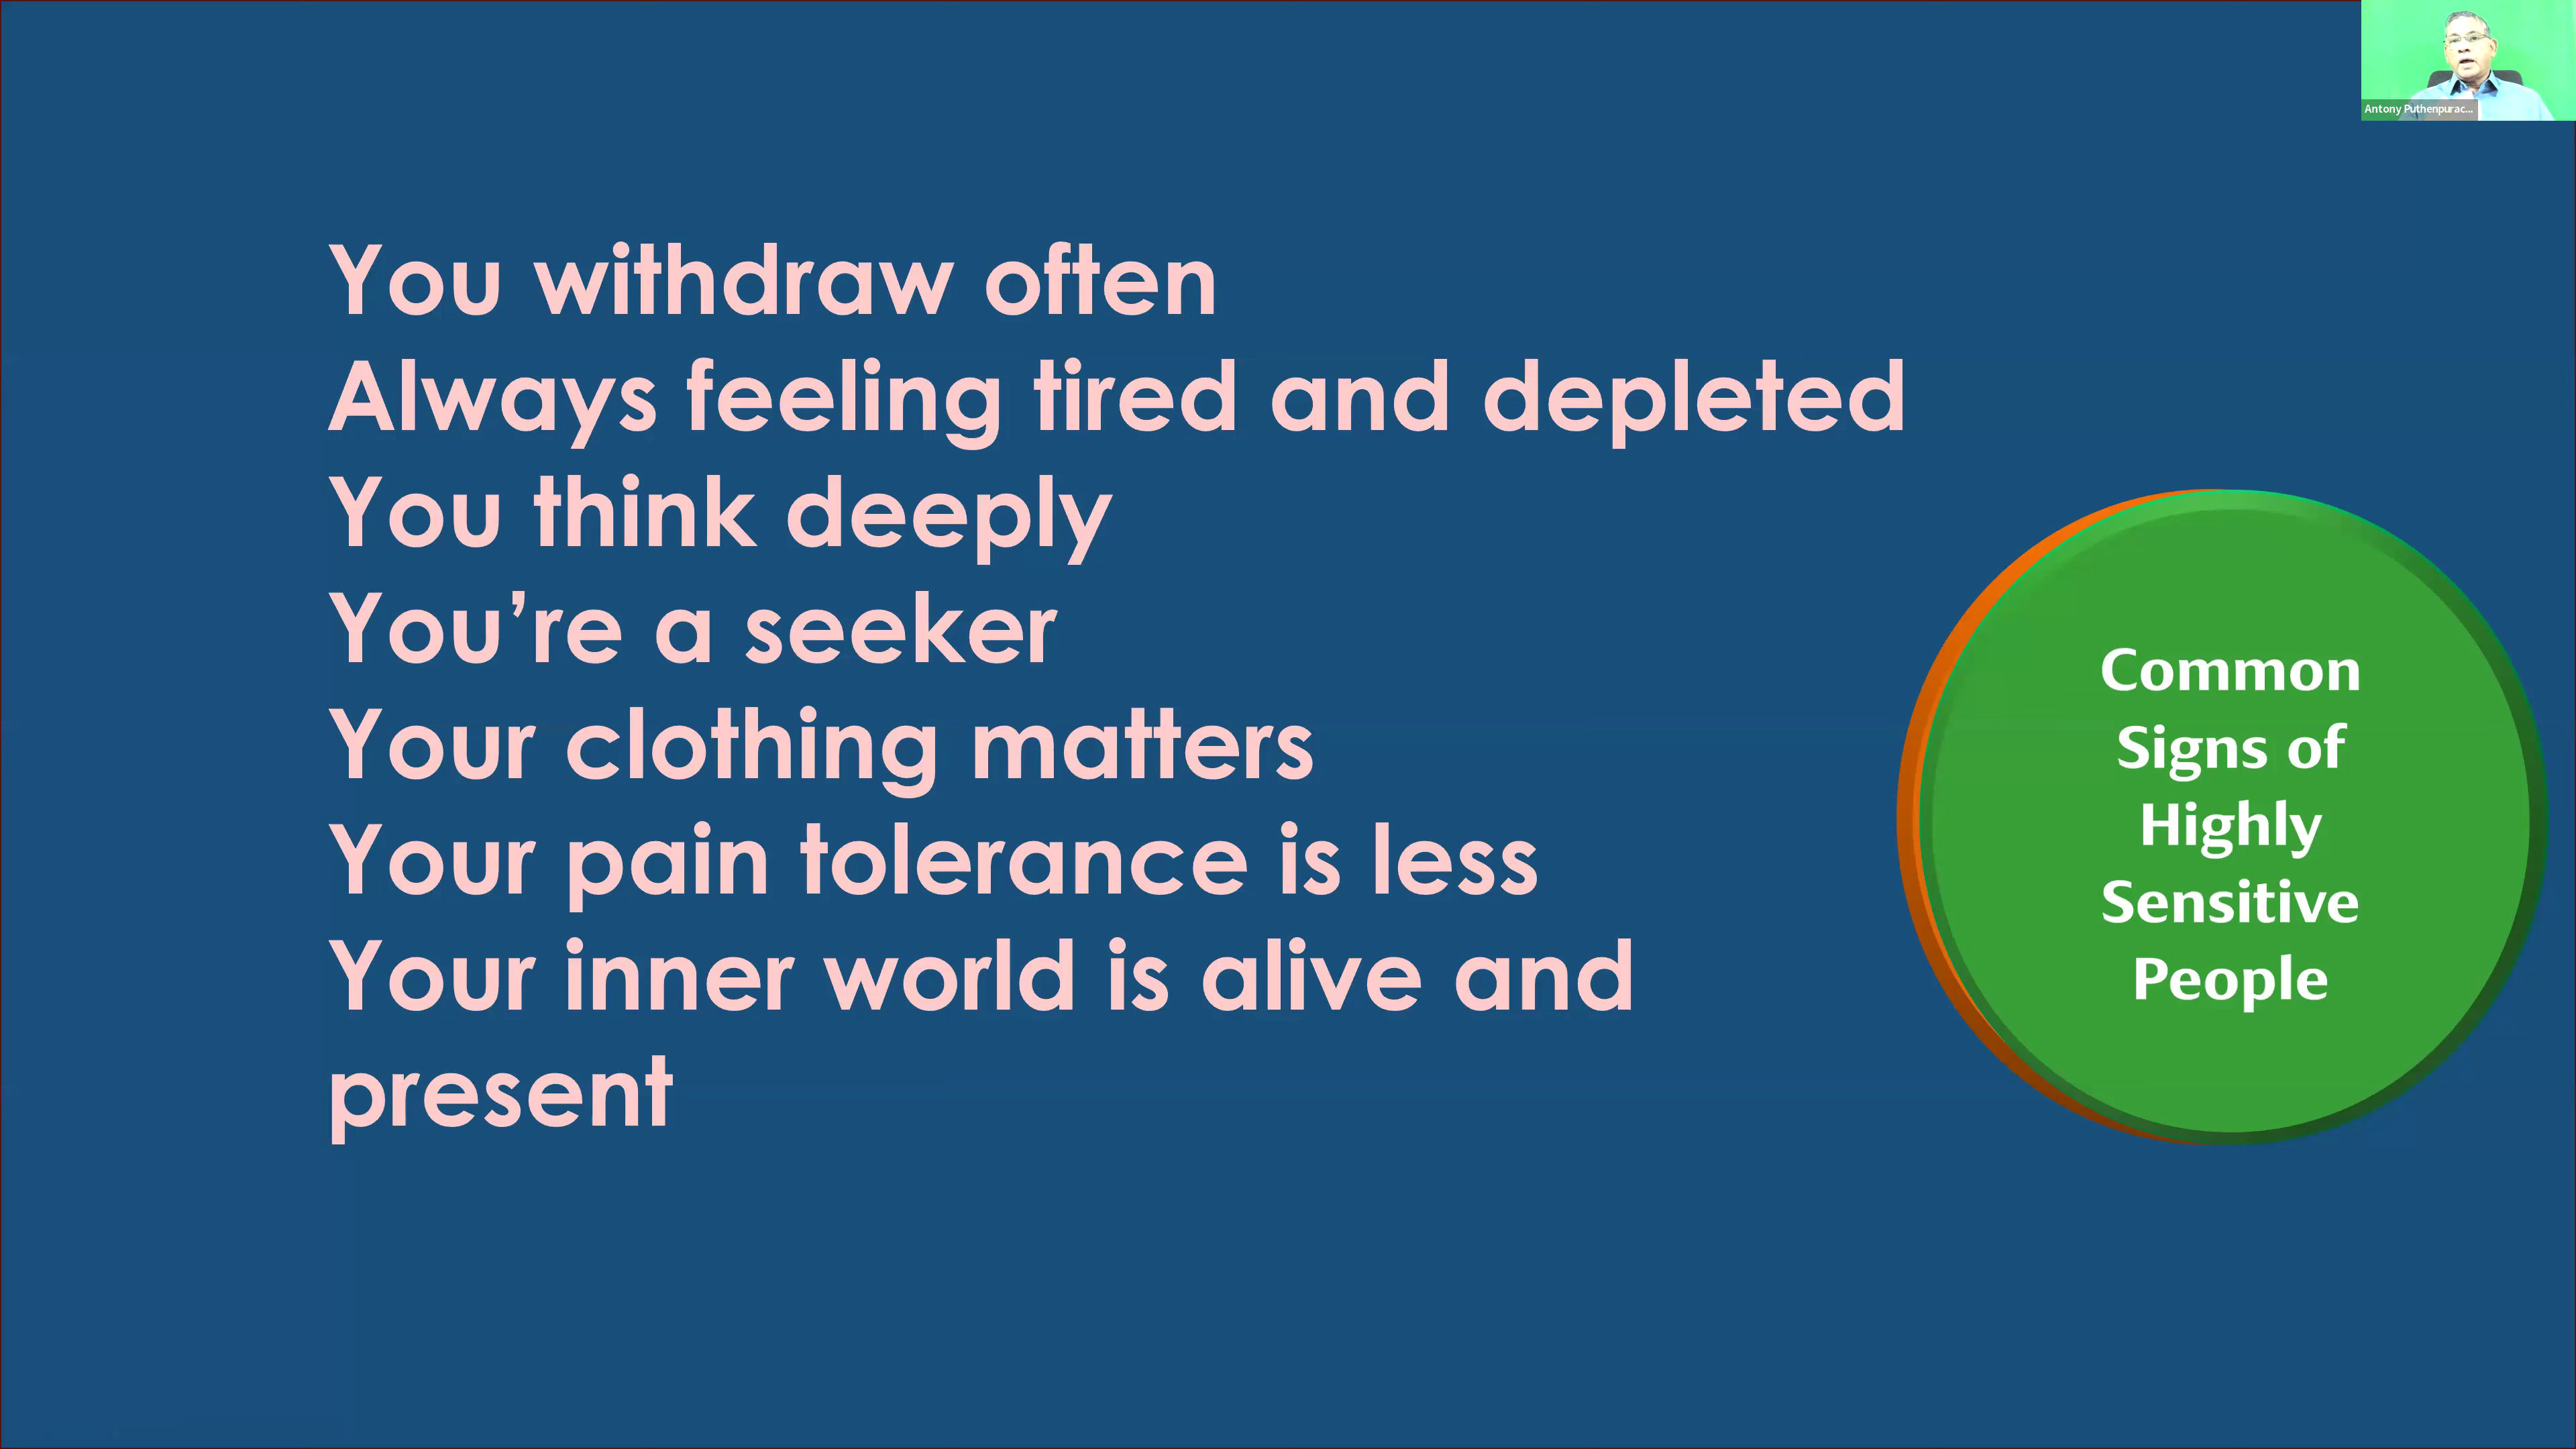 Antony Puthenpurac...
You withdraw often
Always feeling tired and depleted
You think deeply
You’re a seeker
Your clothing matters
Your pain tolerance is less
Your inner world is alive and
present
Common
Signs of
Highly
Sensitive
People